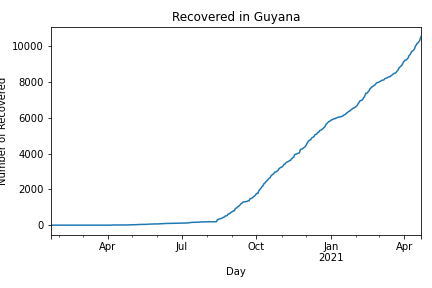 Recovered in Guyana
Number of Recovered
10000
8000
6000
4000
2000
0
Apr
Jul
Oct
Jan
2021
Apr
Day